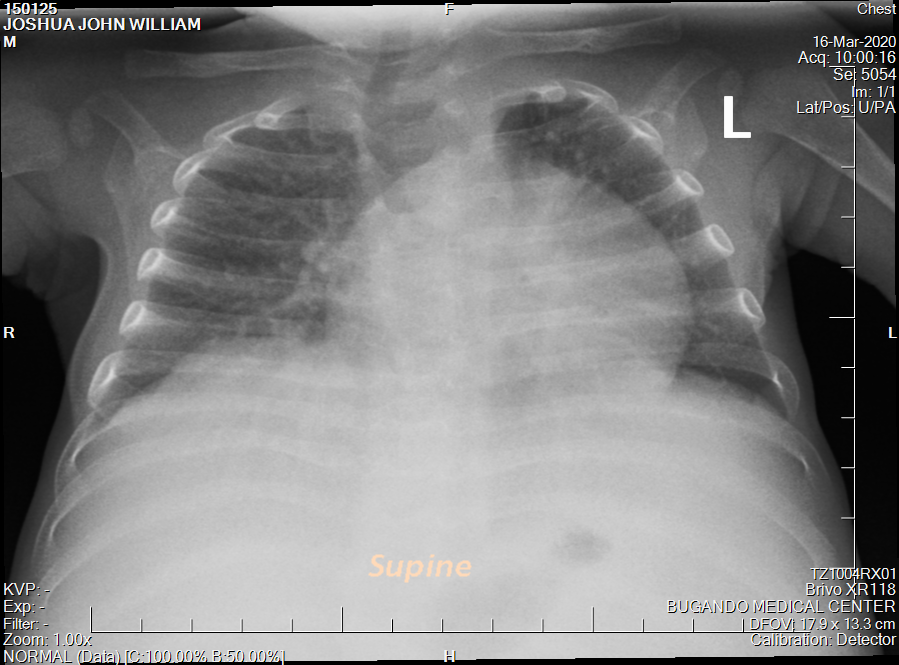 150125
F
Chest
JOSHUA JOHN WILLIAM
M
16-Mar-2020
Acq: 10:00:16
Se: 5054
Im: 1/1
Lat/Pos: U/PA
L
R
L
Supine
KVP: -
Exp: -
Filter: -
Zoom: 1.00x
NORMAL (Data) [C:100.00% B:50.00%]
H
TZ1004RX01
Brivo XR118
BUGANDO MEDICAL CENTER
DFOV: 17.9 x 13.3 cm
Calibration: Detector